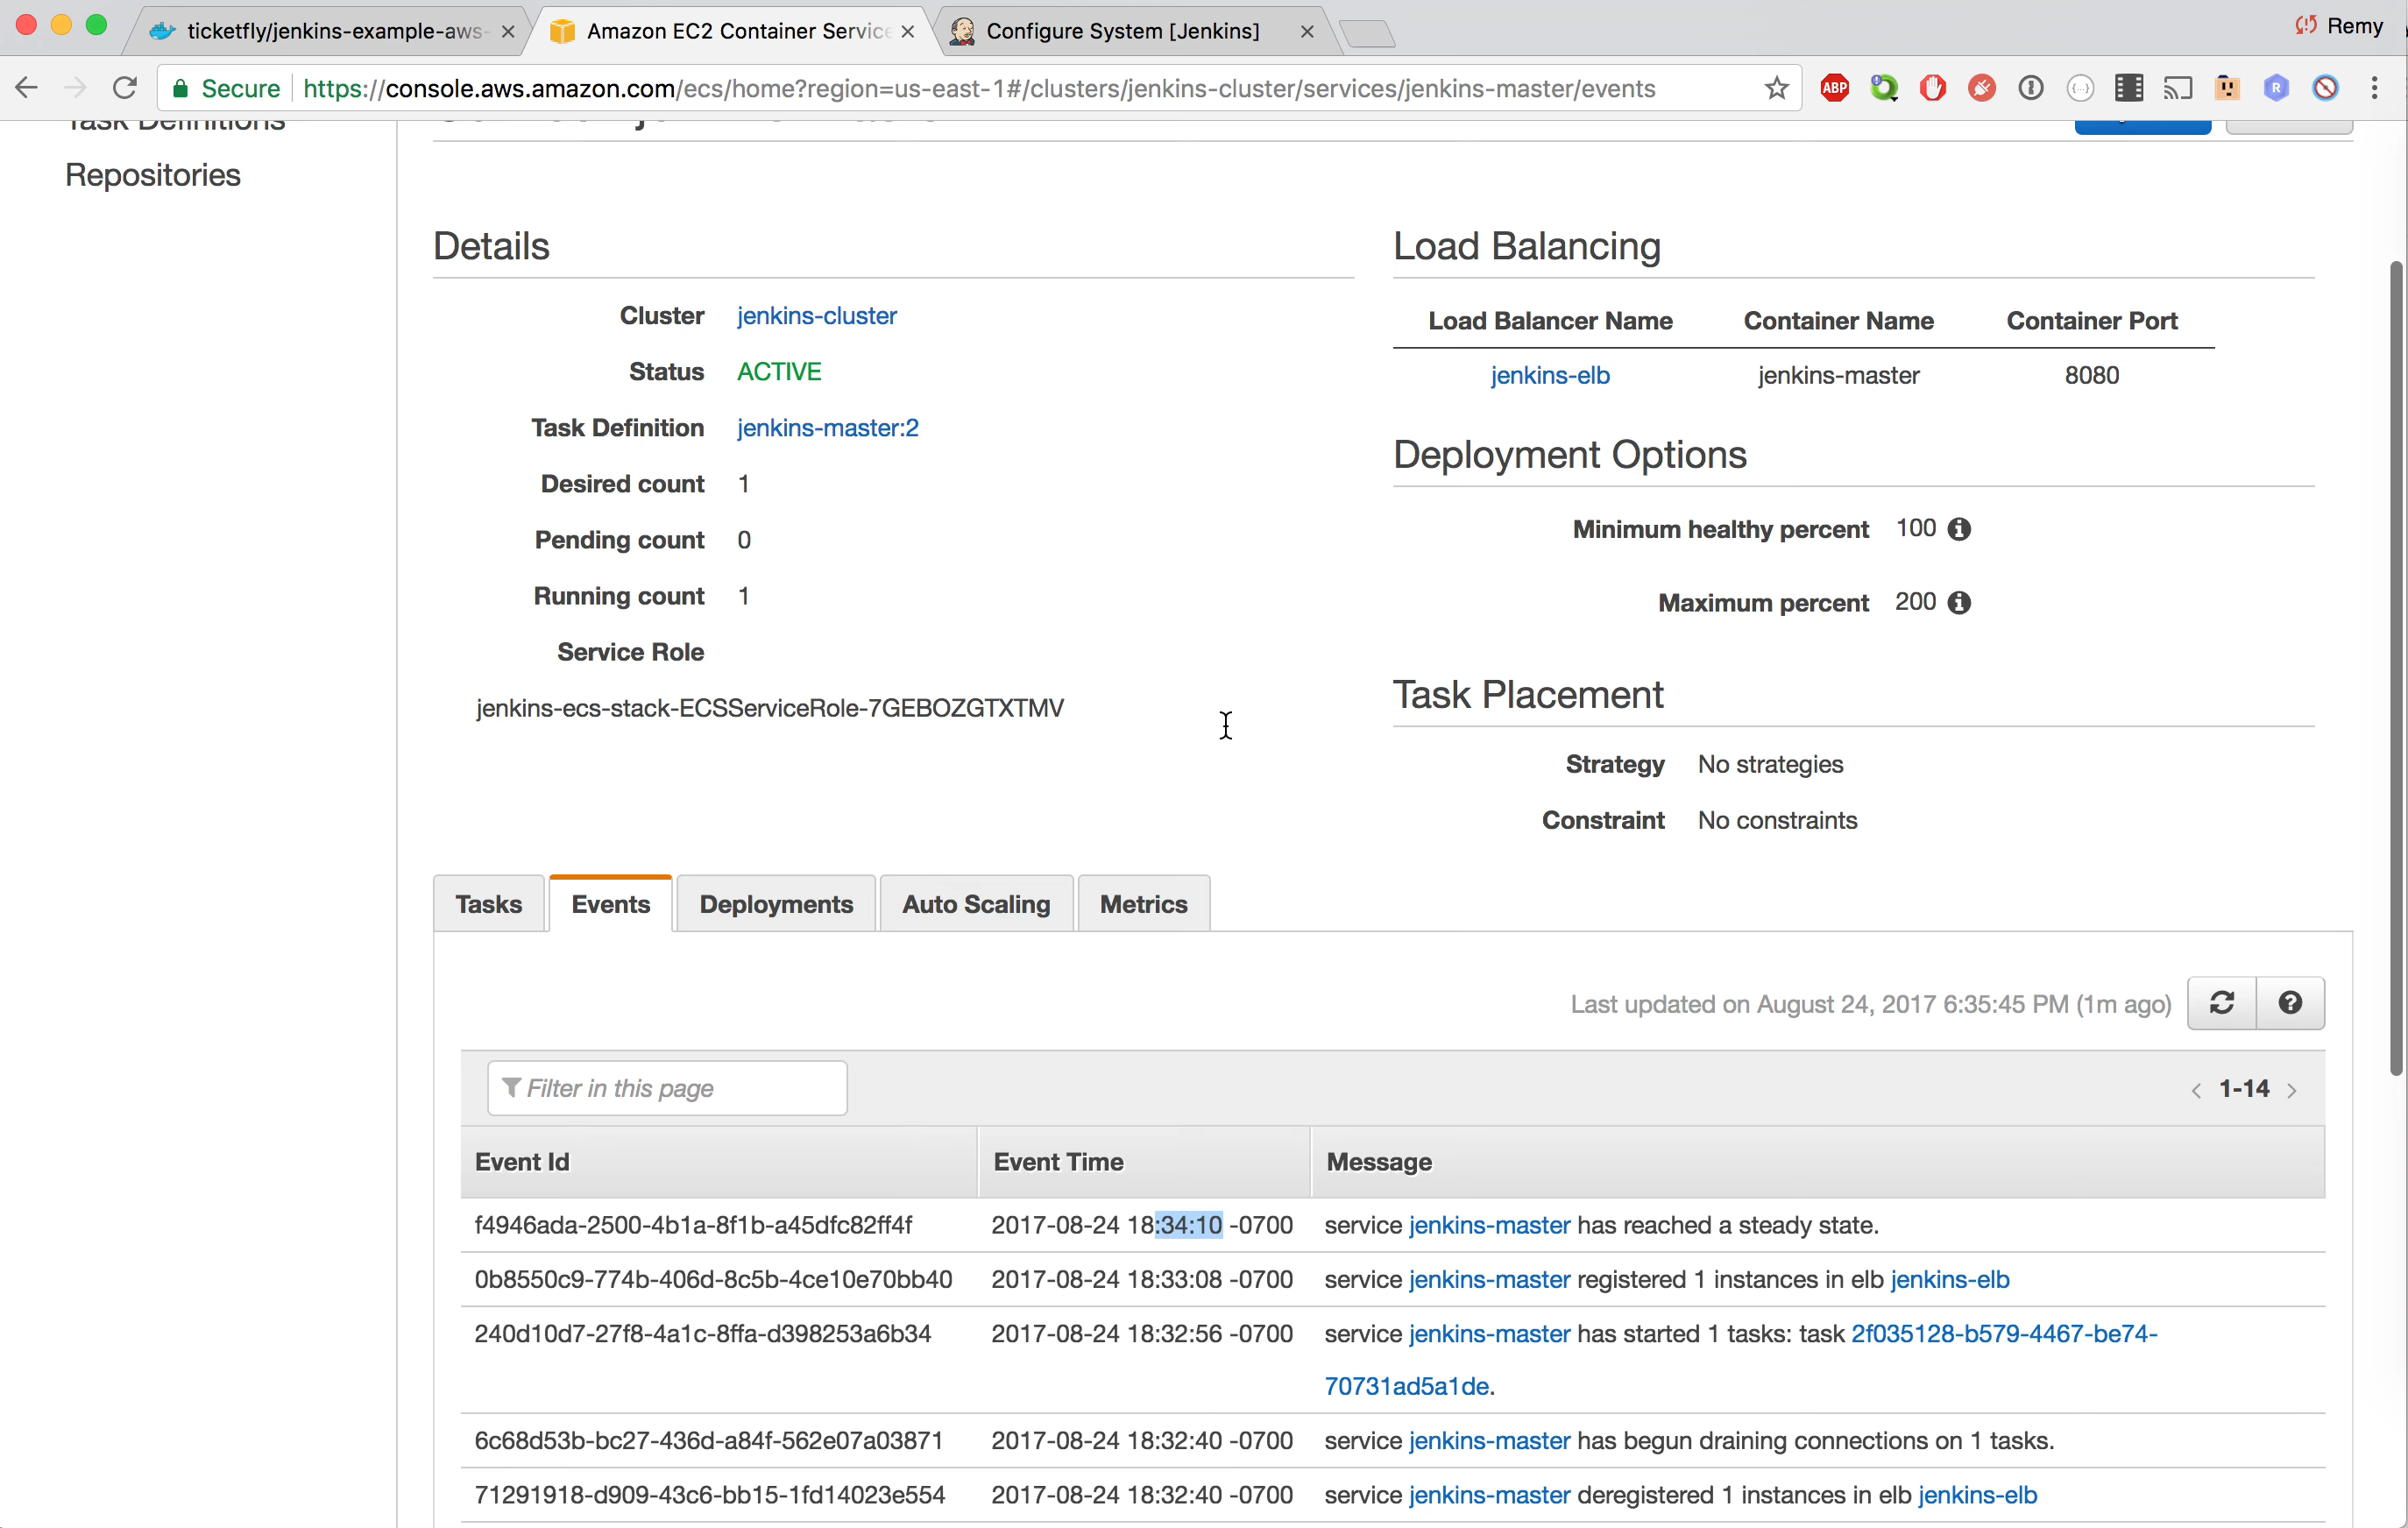 ticketfly/jenkins-example-aws-
Amazon EC2 Container Service
Configure System [Jenkins]
Remy
Secure
https://console.aws.amazon.com/ecs/home?region=us-east-1#/clusters/jenkins-cluster/services/jenkins-master/events
ABP
R
Task Definitions
Repositories
Details
Cluster jenkins-cluster
Status ACTIVE
Task Definition jenkins-master:2
Desired count 1
Pending count 0
Running count 1
Service Role
jenkins-ecs-stack-ECSServiceRole-7GEBOZGTXTMV
Load Balancing
Load Balancer Name Container Name Container Port
jenkins-elb jenkins-master 8080
Deployment Options
Minimum healthy percent 100
Maximum percent 200
Task Placement
Strategy No strategies
Constraint No constraints
Tasks Events Deployments Auto Scaling Metrics
Last updated on August 24, 2017 6:35:45 PM (1m ago)
Filter in this page
1-14
Event Id Event Time Message
f4946ada-2500-4b1a-8f1b-a45dfc82ff4f 2017-08-24 18:34:10 -0700 service jenkins-master has reached a steady state.
0b8550c9-774b-406d-8c5b-4ce10e70bb40 2017-08-24 18:33:08 -0700 service jenkins-master registered 1 instances in elb jenkins-elb
240d10d7-27f8-4a1c-8ffa-d398253a6b34 2017-08-24 18:32:56 -0700 service jenkins-master has started 1 tasks: task 2f035128-b579-4467-be74-
70731ad5a1de.
6c68d53b-bc27-436d-a84f-562e07a03871 2017-08-24 18:32:40 -0700 service jenkins-master has begun draining connections on 1 tasks.
71291918-d909-43c6-bb15-1fd14023e554 2017-08-24 18:32:40 -0700 service jenkins-master deregistered 1 instances in elb jenkins-elb